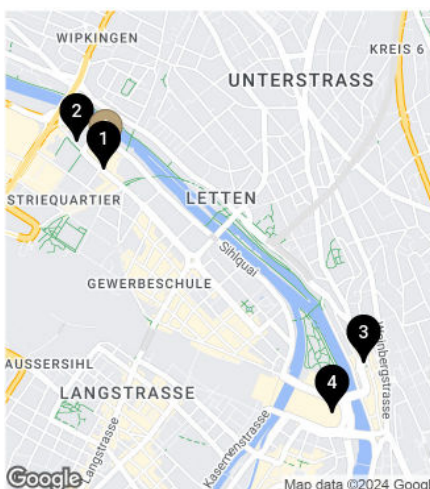 WIPKINGEN
KREIS 6
UNTERSTRASS
2
1
STRIEQUARTIER
LETTEN
Sihlquai
GEWERBESCHULE
3
Weinbergstrasse
AUSSERSIHL
4
LANGSTRASSE
Langstrasse
Kasernenstrasse
Google
Map data ©2024 Googl